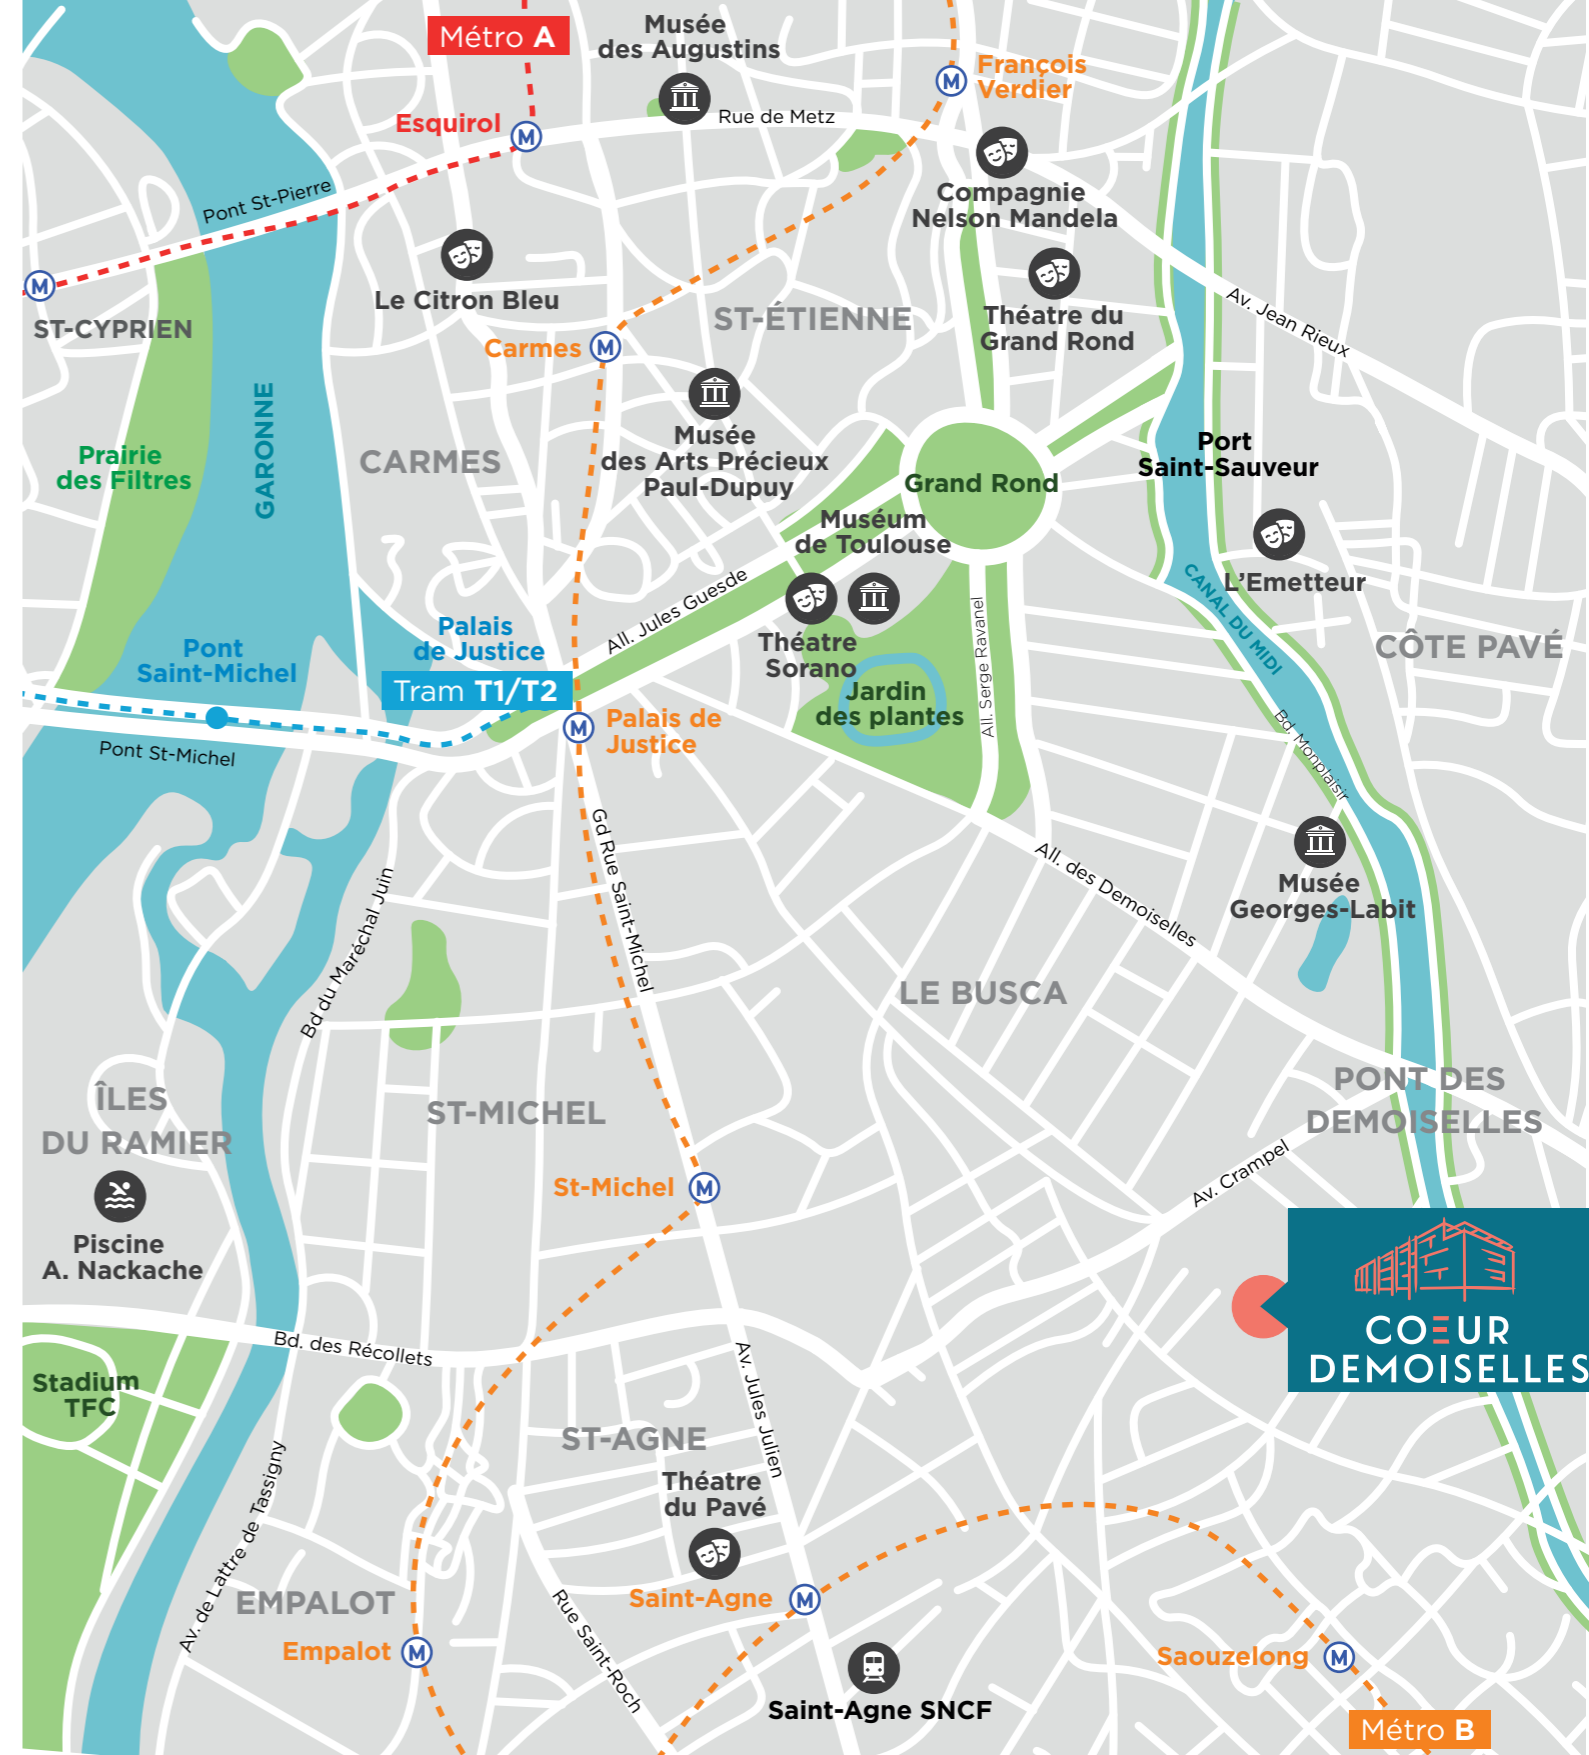 Métro A
Musée
des Augustins
François
Verdier
M
Esquirol
M
Rue de Metz
Compagnie
Nelson Mandela
Pont St-Pierre
M
ST-CYPRIEN
Le Citron Bleu
Théatre du
Grand Rond
Av. Jean Rieux
ST-ÉTIENNE
Carmes
M
GARONNE
Prairie
des Filtres
CARMES
Musée
des Arts Précieux
Paul-Dupuy
Grand Rond
Port
Saint-Sauveur
Muséum
de Toulouse
L'Emetteur
CANAL DU MIDI
CÔTE PAVÉ
All. Jules Guesde
All. Serge Ravanel
Théatre
Sorano
Jardin
des plantes
Pont
Saint-Michel
Palais
de Justice
Tram T1/T2
M
Palais de
Justice
Pont St-Michel
Bd. Monplaisir
Gd Rue Saint-Michel
All. des Demoiselles
Musée
Georges-Labit
Bd du Maréchal Juin
LE BUSCA
PONT DES
DEMOISELLES
ÎLES
DU RAMIER
ST-MICHEL
Av. Crampel
St-Michel
M
Piscine
A. Nackache
COEUR
DEMOISELLES
Bd. des Récollets
Av. Jules Julien
Stadium
TFC
ST-AGNE
Théatre
du Pavé
Av. de Lattre de Tassigny
EMPALOT
Saint-Agne
M
Empalot
M
Rue Saint-Roch
Saouzelong
M
Saint-Agne SNCF
Métro B